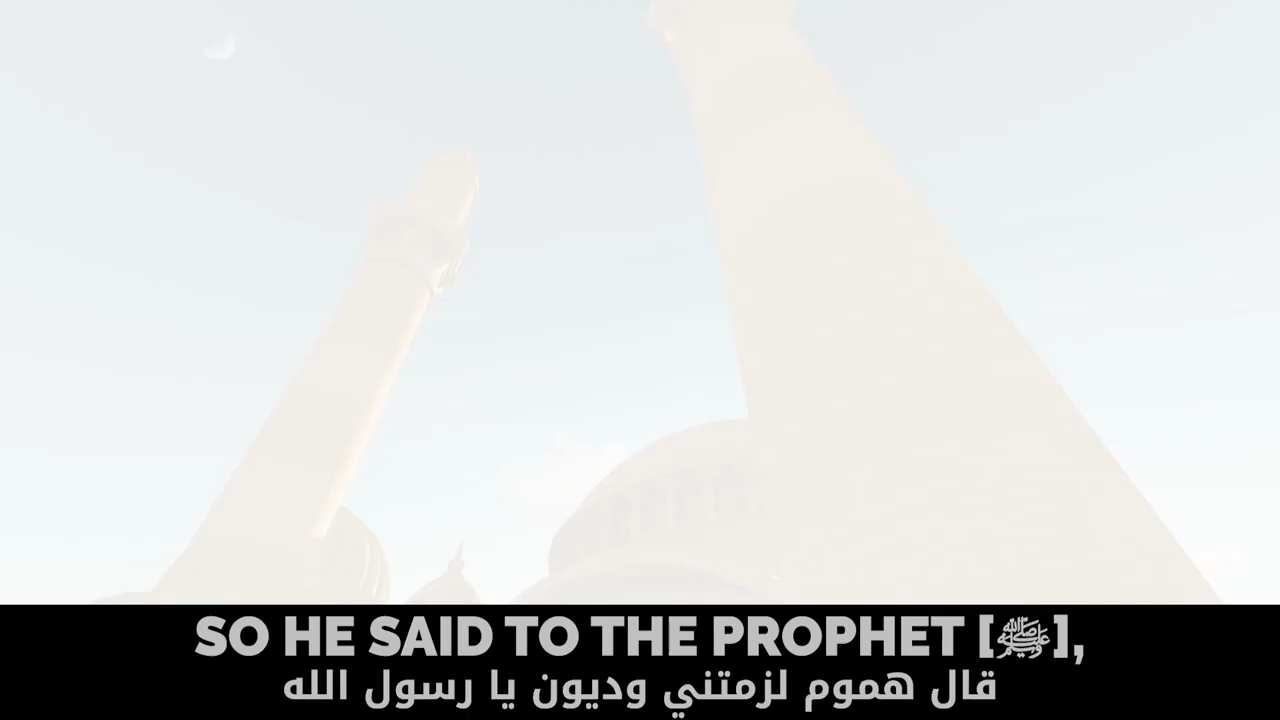 SO HE SAID TO THE PROPHET [ﷺ],
قال هموم لزمتني وديون يا رسول الله